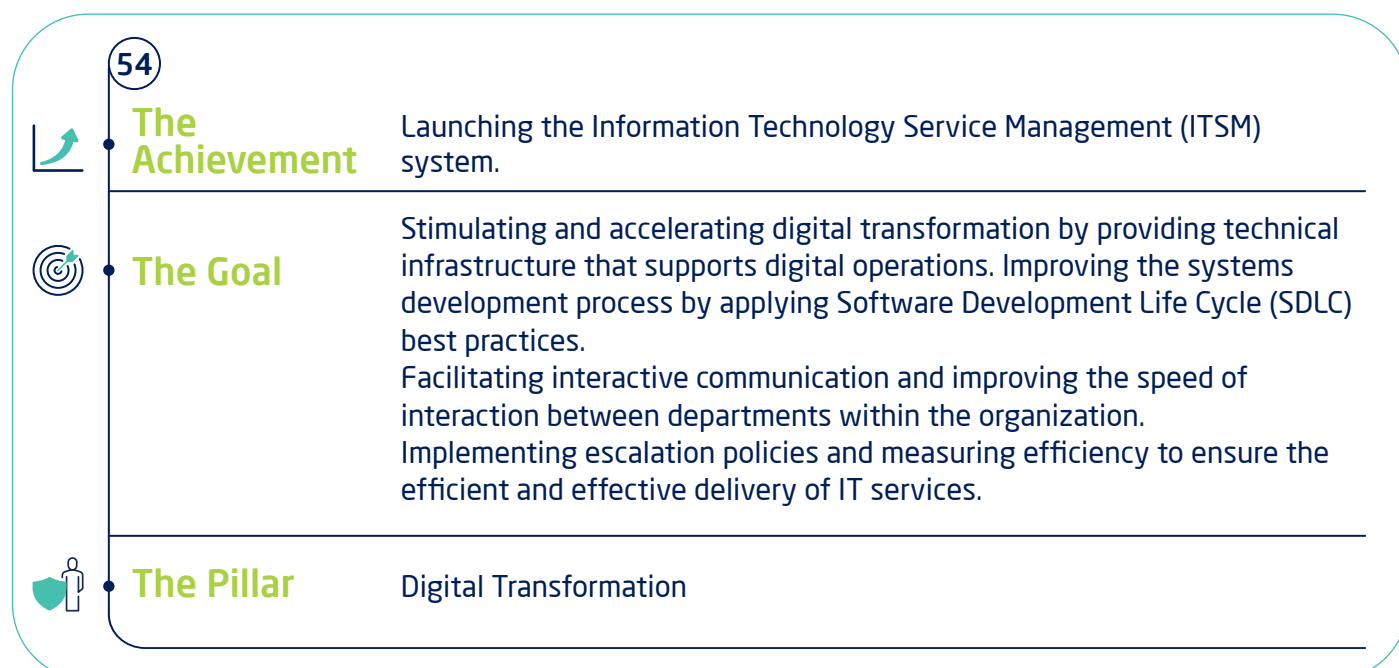 54
The
Achievement
Launching the Information Technology Service Management (ITSM)
system.
The Goal
Stimulating and accelerating digital transformation by providing technical
infrastructure that supports digital operations. Improving the systems
development process by applying Software Development Life Cycle (SDLC)
best practices.
Facilitating interactive communication and improving the speed of
interaction between departments within the organization.
Implementing escalation policies and measuring efficiency to ensure the
efficient and effective delivery of IT services.
The Pillar
Digital Transformation